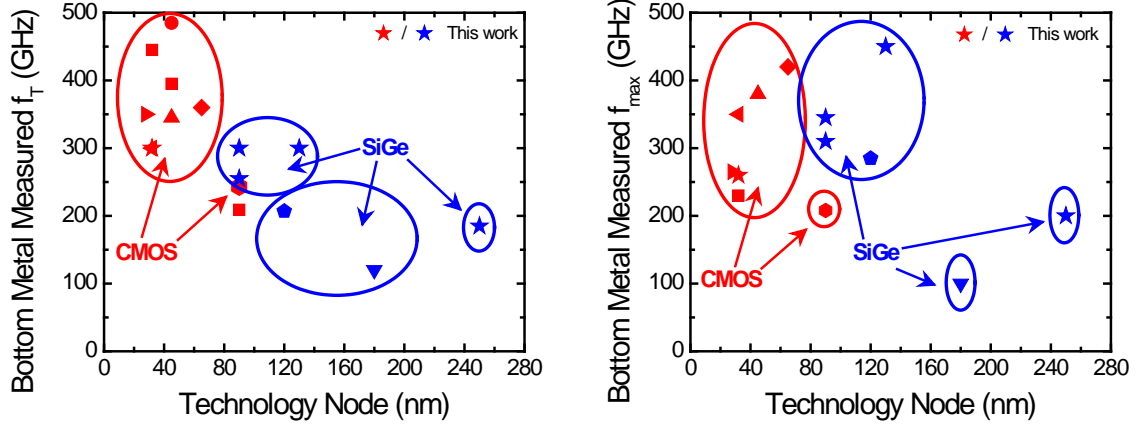 Bottom Metal Measured f_T (GHz)
500
400
300
200
100
0
/ This work
SiGe
CMOS
0 40 80 120 160 200 240 280
Technology Node (nm)
Bottom Metal Measured f_max (GHz)
500
400
300
200
100
0
/ This work
SiGe
CMOS
0 40 80 120 160 200 240 280
Technology Node (nm)